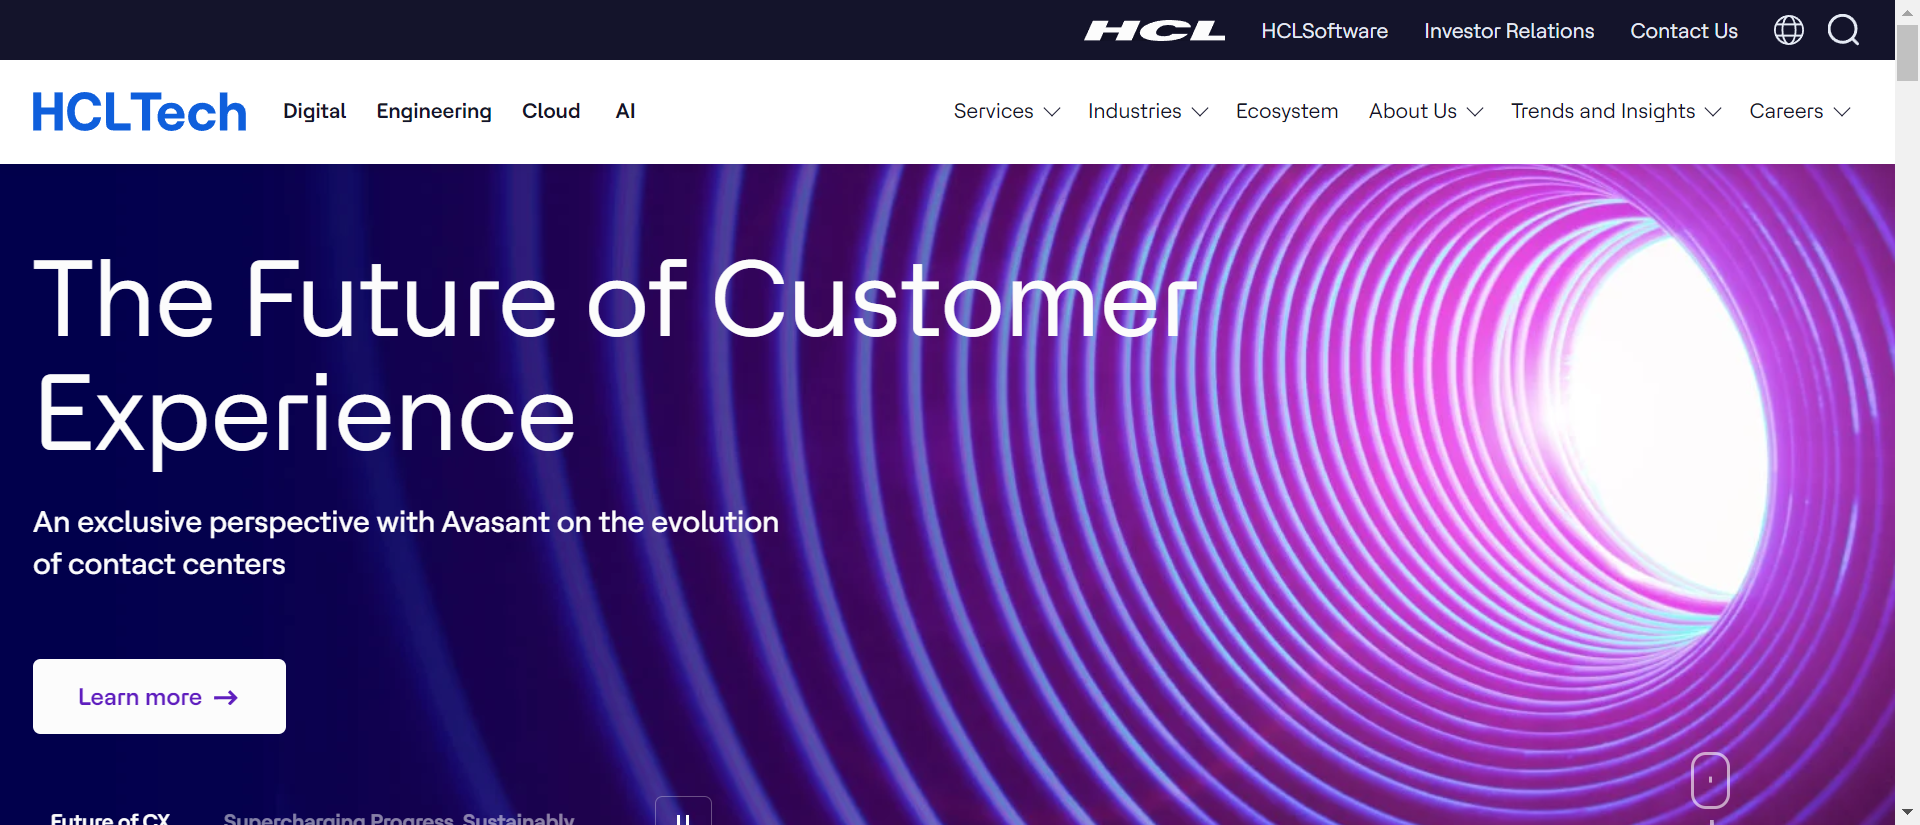 HCL HCLSoftware Investor Relations Contact Us
HCLTech Digital Engineering Cloud AI Services Industries Ecosystem About Us Trends and Insights Careers
The Future of Customer
Experience
An exclusive perspective with Avasant on the evolution
of contact centers
Learn more →
Future of CX Supercharging Progress. Sustainably.